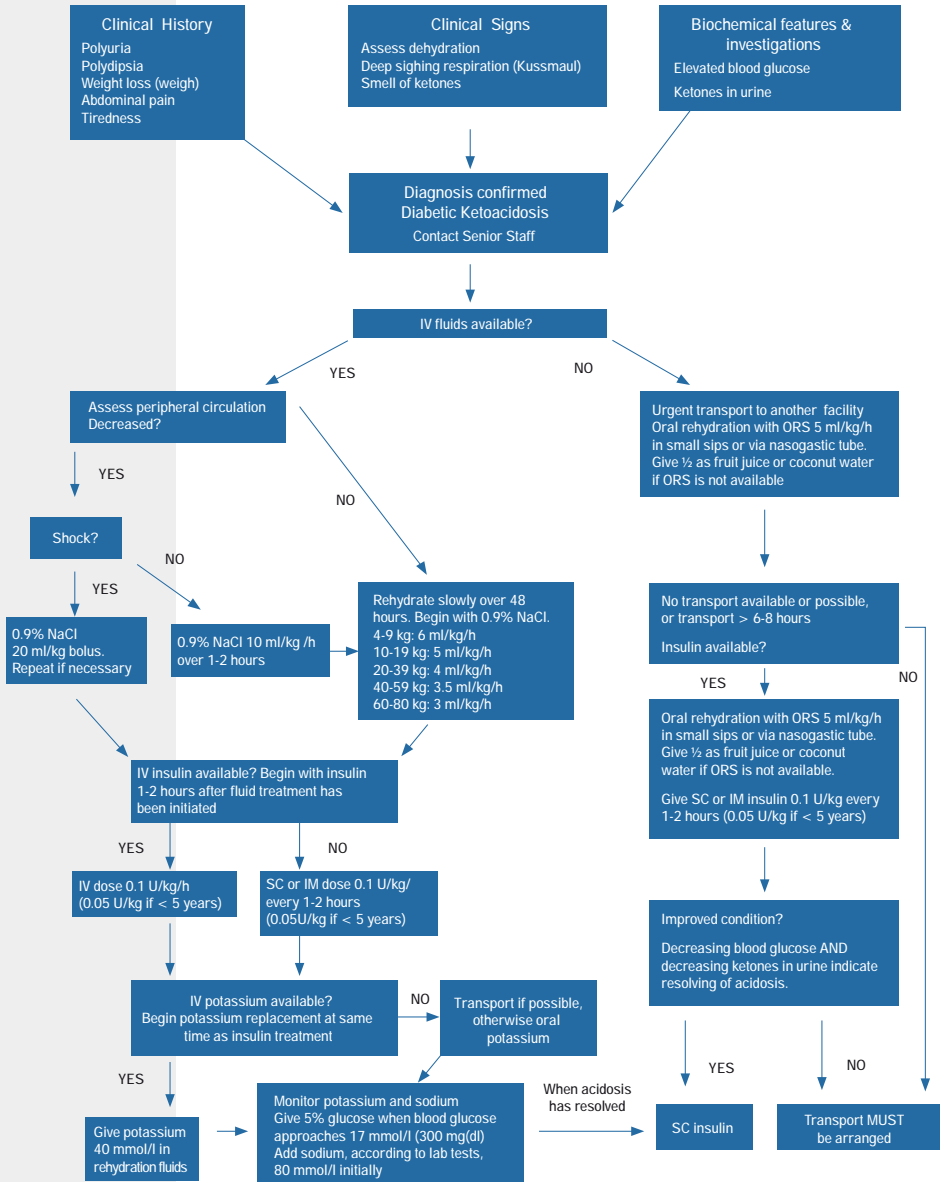 Clinical History
Polyuria
Polydipsia
Weight loss (weigh)
Abdominal pain
Tiredness
Clinical Signs
Assess dehydration
Deep sighing respiration (Kussmaul)
Smell of ketones
Biochemical features &
investigations
Elevated blood glucose
Ketones in urine
Diagnosis confirmed
Diabetic Ketoacidosis
Contact Senior Staff
IV fluids available?
YES
NO
Assess peripheral circulation
Decreased?
YES
NO
Urgent transport to another facility
Oral rehydration with ORS 5 ml/kg/h
in small sips or via nasogastic tube.
Give ½ as fruit juice or coconut water
if ORS is not available
Shock?
YES
NO
0.9% NaCl
20 ml/kg bolus.
Repeat if necessary
0.9% NaCl 10 ml/kg /h
over 1-2 hours
Rehydrate slowly over 48
hours. Begin with 0.9% NaCl.
4-9 kg: 6 ml/kg/h
10-19 kg: 5 ml/kg/h
20-39 kg: 4 ml/kg/h
40-59 kg: 3.5 ml/kg/h
60-80 kg: 3 ml/kg/h
No transport available or possible,
or transport > 6-8 hours
Insulin available?
YES
NO
Oral rehydration with ORS 5 ml/kg/h
in small sips or via nasogastic tube.
Give ½ as fruit juice or coconut
water if ORS is not available.
Give SC or IM insulin 0.1 U/kg every
1-2 hours (0.05 U/kg if < 5 years)
IV insulin available? Begin with insulin
1-2 hours after fluid treatment has
been initiated
YES
NO
IV dose 0.1 U/kg/h
(0.05 U/kg if < 5 years)
SC or IM dose 0.1 U/kg/
every 1-2 hours
(0.05U/kg if < 5 years)
Improved condition?
Decreasing blood glucose AND
decreasing ketones in urine indicate
resolving of acidosis.
IV potassium available?
Begin potassium replacement at same
time as insulin treatment
NO
Transport if possible,
otherwise oral
potassium
YES
Give potassium
40 mmol/l in
rehydration fluids
Monitor potassium and sodium
Give 5% glucose when blood glucose
approaches 17 mmol/l (300 mg(dl)
Add sodium, according to lab tests,
80 mmol/l initially
When acidosis
has resolved
YES
NO
SC insulin
Transport MUST
be arranged